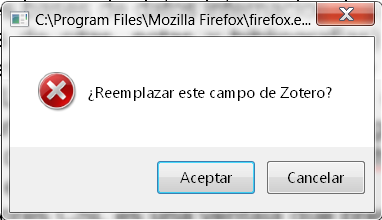 C:\Program Files\Mozilla Firefox\firefox.e...
¿Reemplazar este campo de Zotero?
Aceptar Cancelar